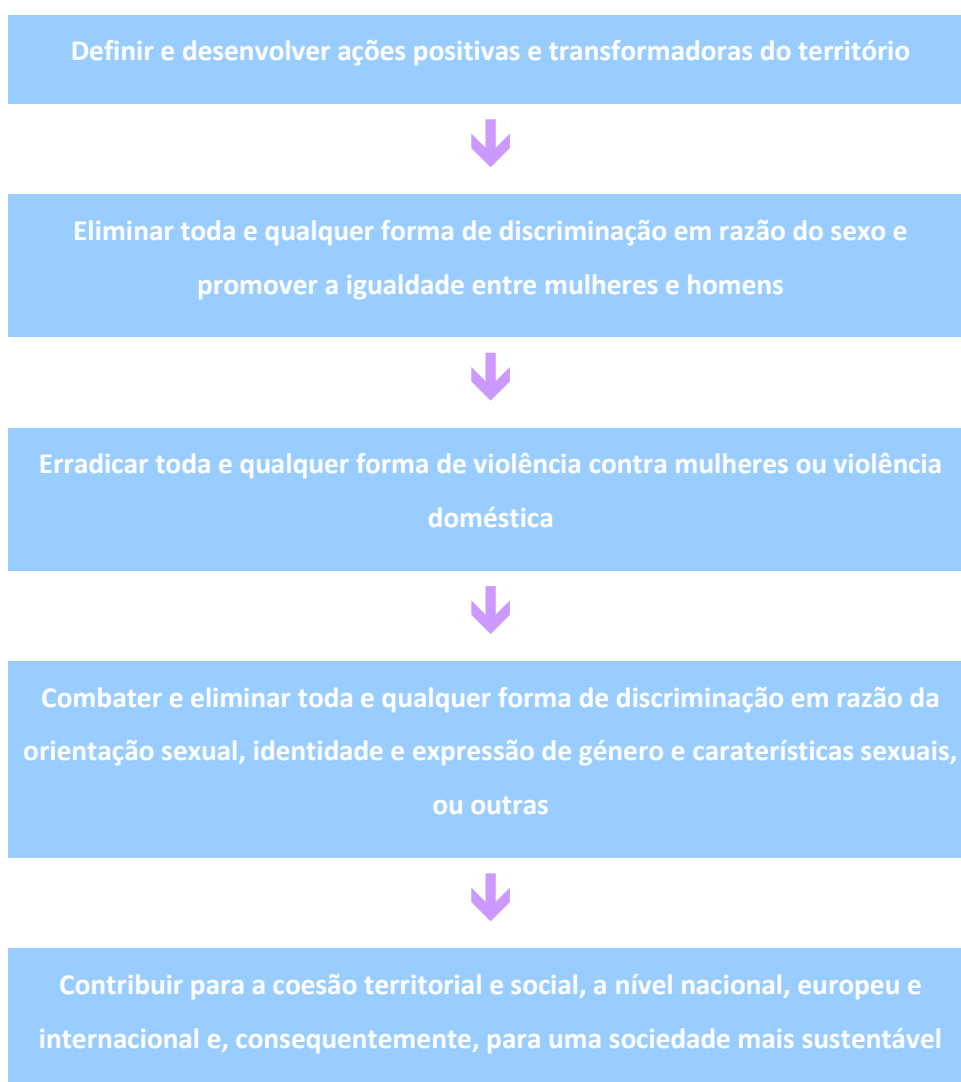 Definir e desenvolver ações positivas e transformadoras do território
Eliminar toda e qualquer forma de discriminação em razão do sexo e
promover a igualdade entre mulheres e homens
Erradicar toda e qualquer forma de violência contra mulheres ou violência
doméstica
Combater e eliminar toda e qualquer forma de discriminação em razão da
orientação sexual, identidade e expressão de género e caraterísticas sexuais,
ou outras
Contribuir para a coesão territorial e social, a nível nacional, europeu e
internacional e, consequentemente, para uma sociedade mais sustentável